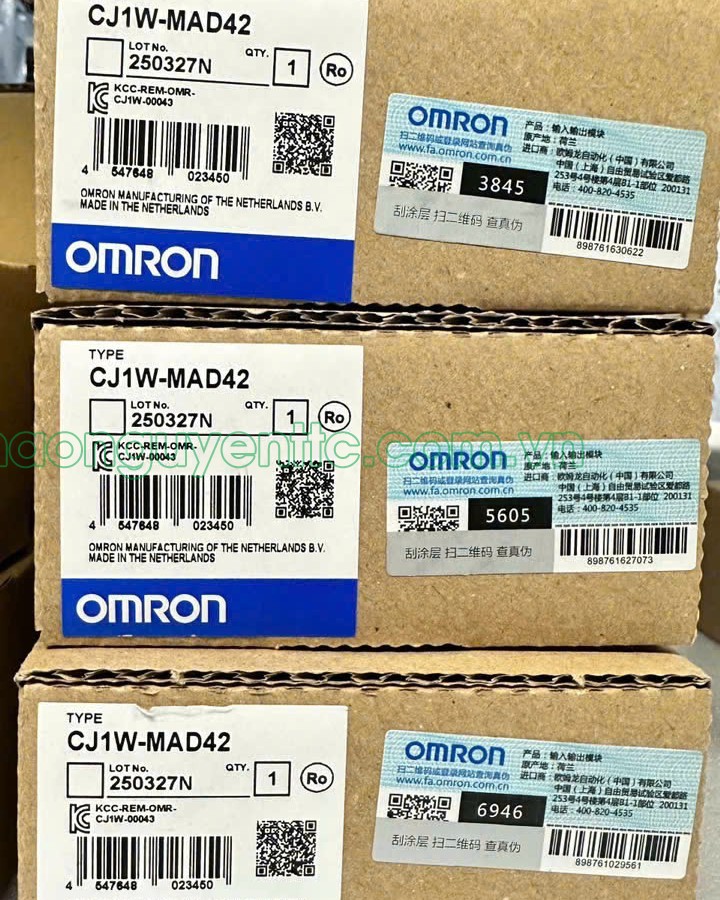 CJ1W-MAD42
LOT No.
250327N
QTY.
1
Ro
KCC-REM-OMR-
CJ1W-00043
4 547648 023450
OMRON MANUFACTURING OF THE NETHERLANDS B.V.
MADE IN THE NETHERLANDS
OMRON
OMRON
扫二维码或登录网站查询真伪
www.fa.omron.com.cn
产品：输入输出模块
原产地：荷兰
进口商：欧姆龙自动化（中国）有限公司
中国（上海）自由贸易试验区爱都路
253号4号楼第4层B1-1部位 200131
电话：400-820-4535
3845
刮涂层 扫二维码 查真伪
898761630622
TYPE
CJ1W-MAD42
LOT No.
250327N
QTY.
1
Ro
KCC-REM-OMR-
CJ1W-00043
4 547648 023450
OMRON MANUFACTURING OF THE NETHERLANDS B.V.
MADE IN THE NETHERLANDS
OMRON
OMRON
扫二维码或登录网站查询真伪
www.fa.omron.com.cn
产品：输入输出模块
原产地：荷兰
进口商：欧姆龙自动化（中国）有限公司
中国（上海）自由贸易试验区爱都路
253号4号楼第4层B1-1部位 200131
电话：400-820-4535
5605
刮涂层 扫二维码 查真伪
898761627073
TYPE
CJ1W-MAD42
LOT No.
250327N
QTY.
1
Ro
KCC-REM-OMR-
CJ1W-00043
4 547648 023450
OMRON
扫二维码或登录网站查询真伪
www.fa.omron.com.cn
产品：输入输出模块
原产地：荷兰
进口商：欧姆龙自动化（中国）有限公司
中国（上海）自由贸易试验区爱都路
253号4号楼第4层B1-1部位 200131
电话：400-820-4535
6946
刮涂层 扫二维码 查真伪
898761029561